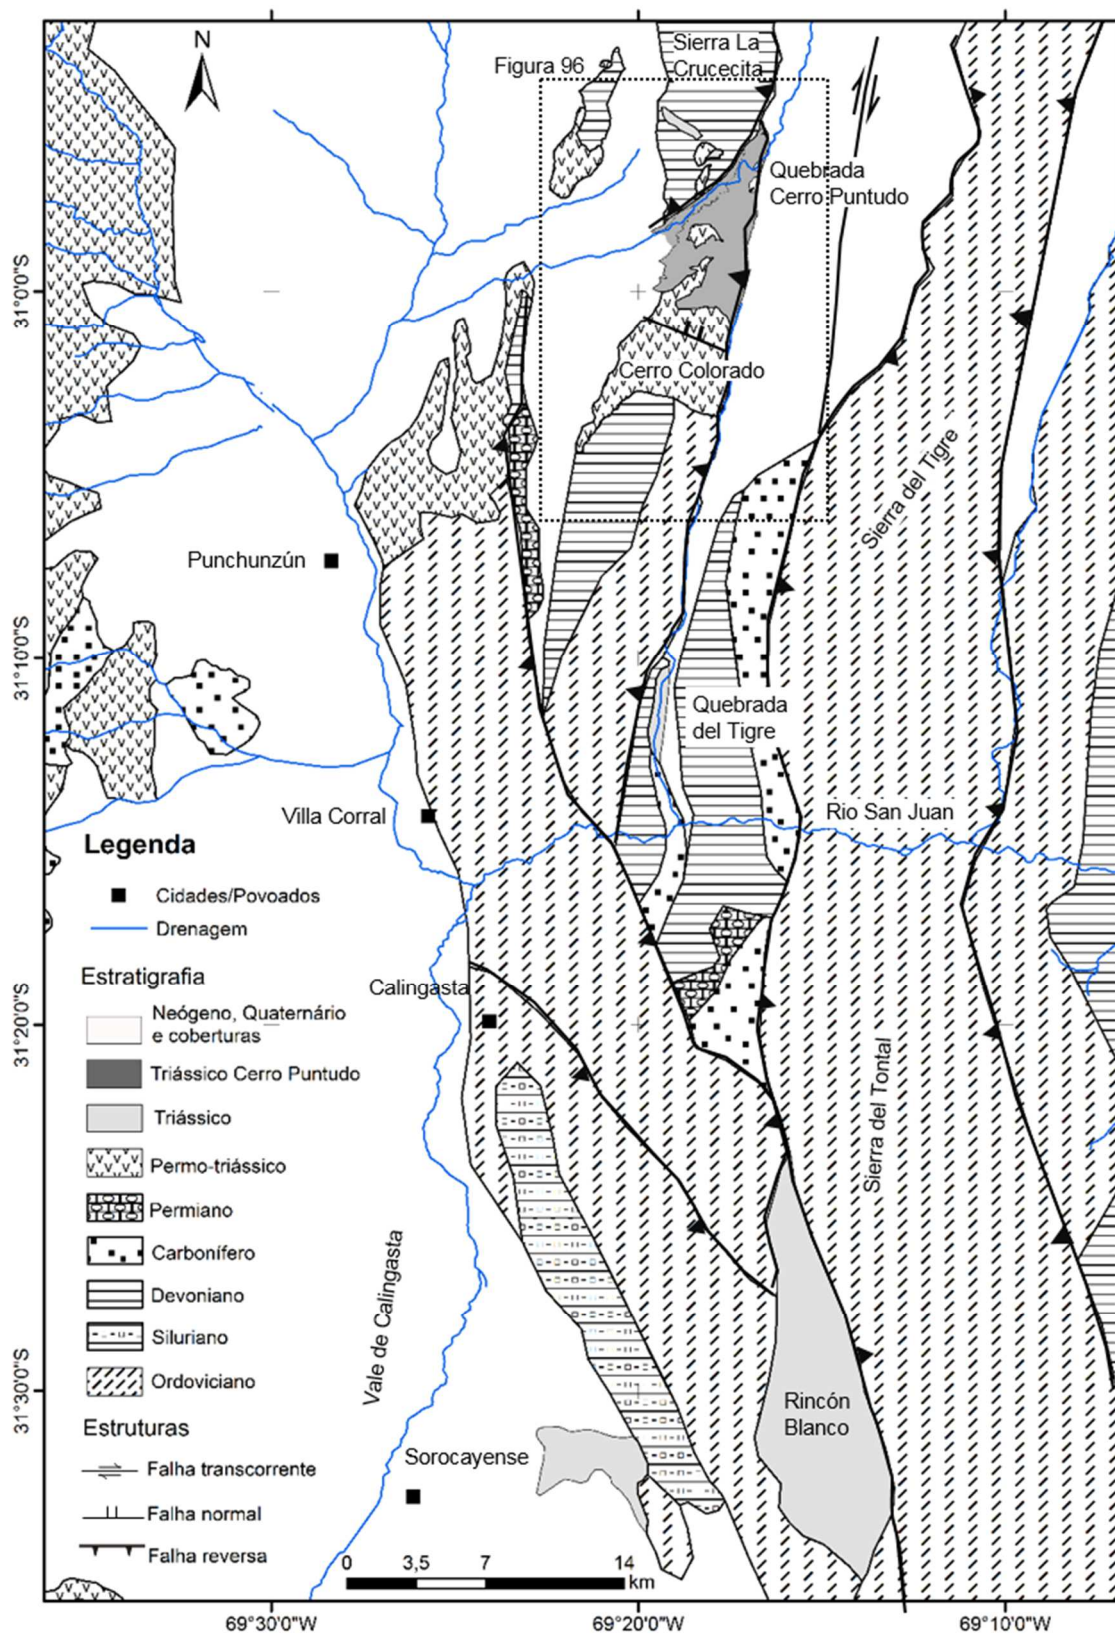 N
Figura 96
Sierra La
Crucecita
Quebrada
Cerro Puntudo
31°0'0"S
Cerro Colorado
Sierra del Tigre
Punchunzún
31°10'0"S
Quebrada
del Tigre
Villa Corral
Rio San Juan
Legenda
Cidades/Povoados
Drenagem
Estratigrafia
Neógeno, Quaternário
e coberturas
Triássico Cerro Puntudo
Triássico
Permo-triássico
Permiano
Carbonífero
Devoniano
Siluriano
Ordoviciano
Estruturas
Falha transcorrente
Falha normal
Falha reversa
Calingasta
31°20'0"S
Sierra del Tontal
Vale de Calingasta
31°30'0"S
Rincón
Blanco
Sorocayense
0 3,5 7 14
km
69°30'0"W 69°20'0"W 69°10'0"W